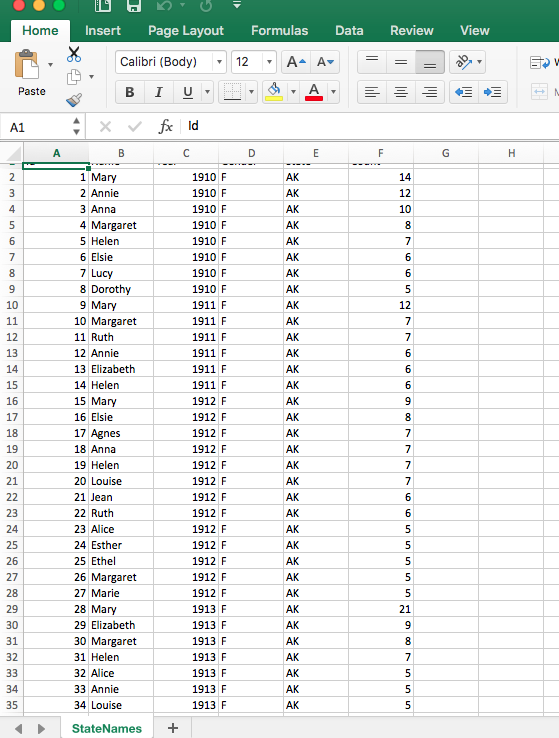 Home Insert Page Layout Formulas Data Review View
Paste
Calibri (Body) 12 A A
B I U A
A1 fx Id
A B C D E F G H
2 1 Mary 1910 F AK 14
3 2 Annie 1910 F AK 12
4 3 Anna 1910 F AK 10
5 4 Margaret 1910 F AK 8
6 5 Helen 1910 F AK 7
7 6 Elsie 1910 F AK 6
8 7 Lucy 1910 F AK 6
9 8 Dorothy 1910 F AK 5
10 9 Mary 1911 F AK 12
11 10 Margaret 1911 F AK 7
12 11 Ruth 1911 F AK 7
13 12 Annie 1911 F AK 6
14 13 Elizabeth 1911 F AK 6
15 14 Helen 1911 F AK 6
16 15 Mary 1912 F AK 9
17 16 Elsie 1912 F AK 8
18 17 Agnes 1912 F AK 7
19 18 Anna 1912 F AK 7
20 19 Helen 1912 F AK 7
21 20 Louise 1912 F AK 7
22 21 Jean 1912 F AK 6
23 22 Ruth 1912 F AK 6
24 23 Alice 1912 F AK 5
25 24 Esther 1912 F AK 5
26 25 Ethel 1912 F AK 5
27 26 Margaret 1912 F AK 5
28 27 Marie 1912 F AK 5
29 28 Mary 1913 F AK 21
30 29 Elizabeth 1913 F AK 9
31 30 Margaret 1913 F AK 8
32 31 Helen 1913 F AK 7
33 32 Alice 1913 F AK 5
34 33 Annie 1913 F AK 5
35 34 Louise 1913 F AK 5
StateNames +